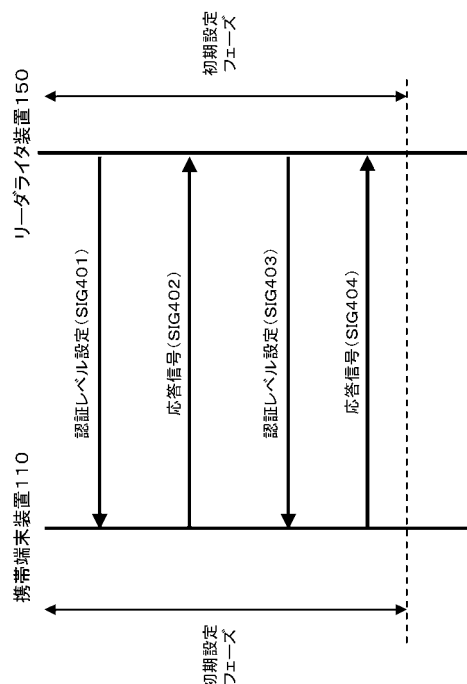 携帯端末装置110
リーダライタ装置150
初期設定
フェーズ
認証レベル設定(SIG401)
応答信号(SIG402)
認証レベル設定(SIG403)
応答信号(SIG404)
初期設定
フェーズ